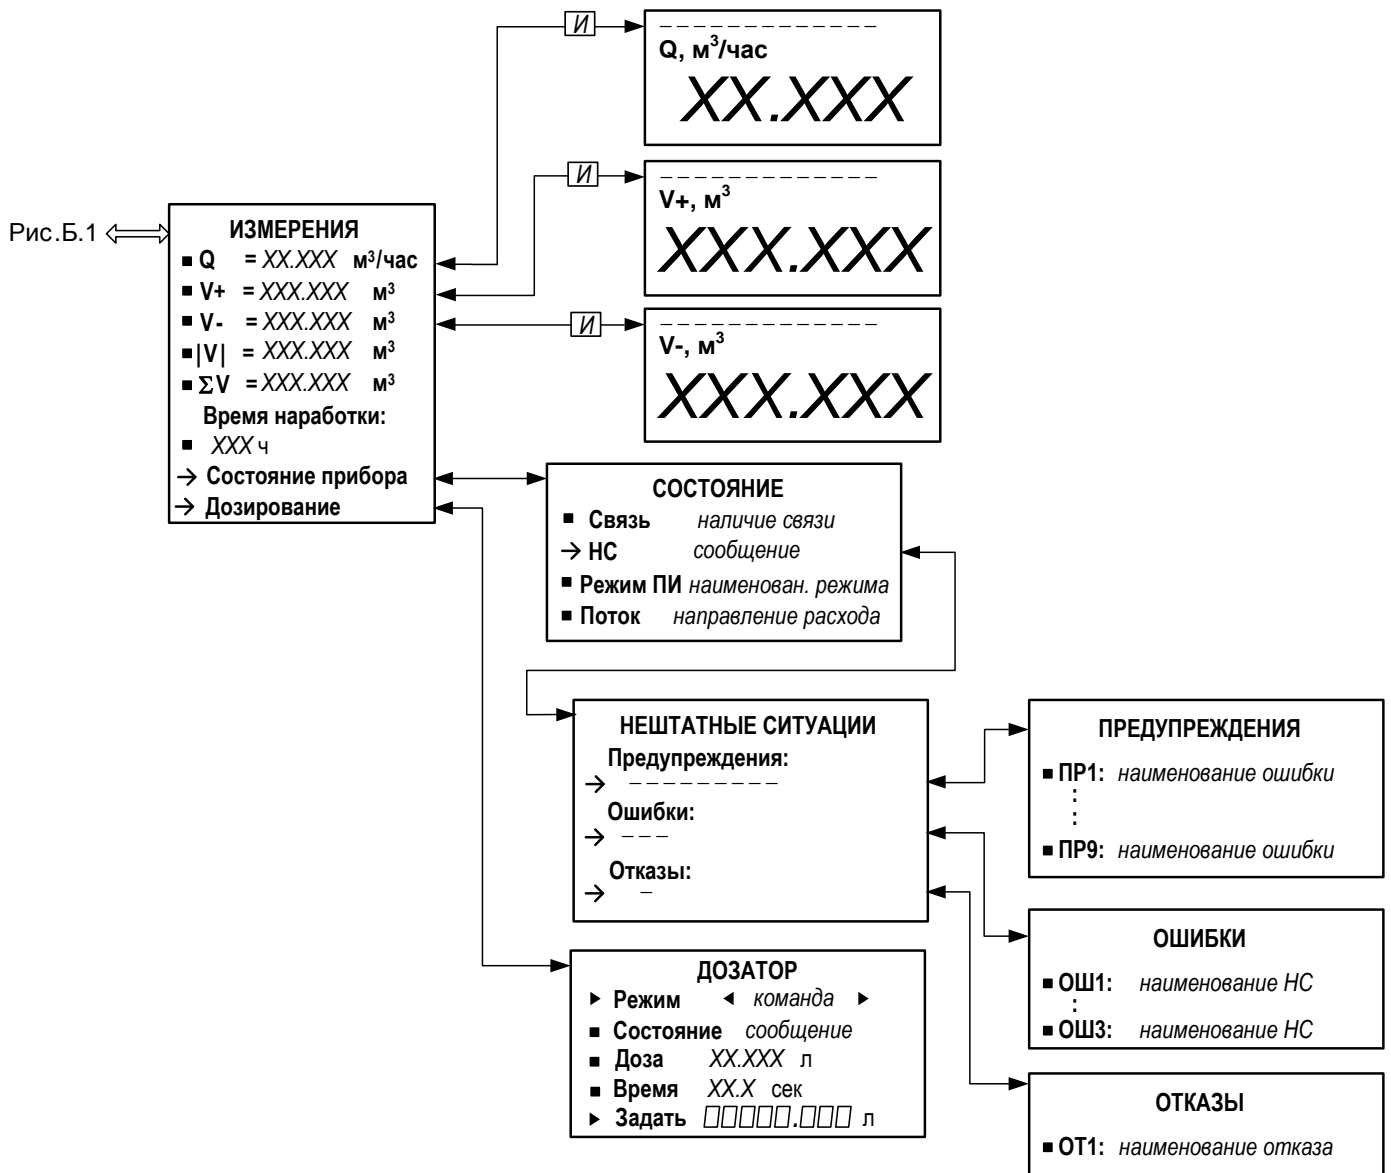 И
Q, м³/час
XX.XXX
И
V+, м³
XXX.XXX
Рис.Б.1
ИЗМЕРЕНИЯ
Q = XX.XXX м³/час
V+ = XXX.XXX м³
V- = XXX.XXX м³
|V| = XXX.XXX м³
ΣV = XXX.XXX м³
Время наработки:
XXX ч
→ Состояние прибора
→ Дозирование
И
V-, м³
XXX.XXX
СОСТОЯНИЕ
Связь наличие связи
→ НС сообщение
Режим ПИ наименован. режима
Поток направление расхода
НЕШТАТНЫЕ СИТУАЦИИ
Предупреждения:
→ _ _ _ _ _ _ _ _ _
Ошибки:
→ _ _ _
Отказы:
→ _
ПРЕДУПРЕЖДЕНИЯ
ПР1: наименование ошибки
ПР9: наименование ошибки
ОШИБКИ
ОШ1: наименование НС
ОШ3: наименование НС
ОТКАЗЫ
ОТ1: наименование отказа
ДОЗАТОР
Режим ◄ команда ►
Состояние сообщение
Доза XX.XXX л
Время XX.X сек
Задать □□□□□.□□□ л